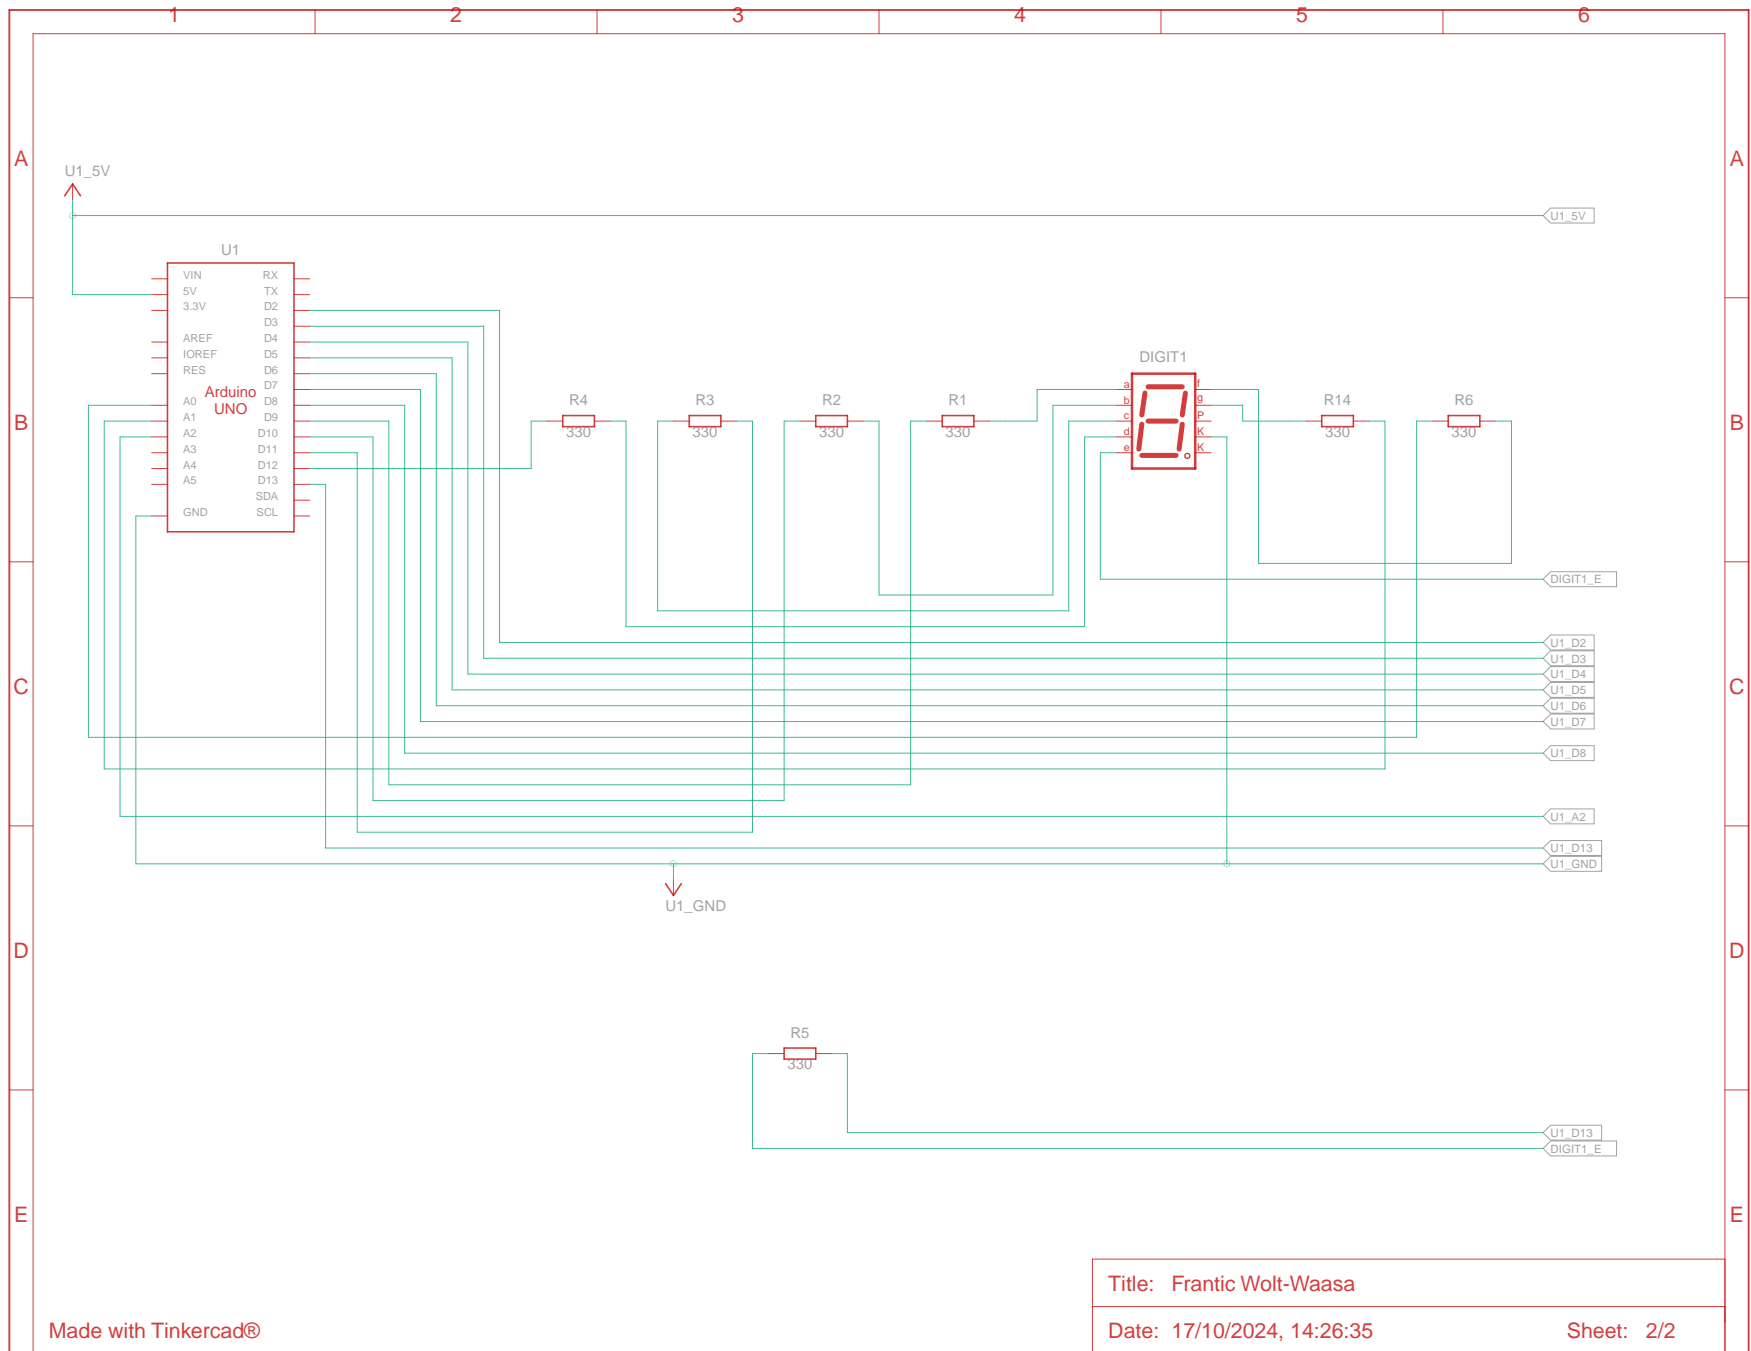 1 2 3 4 5 6
A A
U1_5V
U1_5V
U1
VIN RX
5V TX
3.3V D2
D3
AREF D4
IOREF D5
RES D6
D7
Arduino
UNO
A0 D8
A1 D9
A2 D10
A3 D11
A4 D12
A5 D13
SDA
GND SCL
DIGIT1
a f
b g
c P
d K
e K
B R4 R3 R2 R1 R14 R6 B
330 330 330 330 330 330
DIGIT1_E
U1_D2
U1_D3
U1_D4
C U1_D5 C
U1_D6
U1_D7
U1_D8
U1_A2
U1_D13
U1_GND
U1_GND
D D
R5
330
U1_D13
DIGIT1_E
E E
Title: Frantic Wolt-Waasa
Made with Tinkercad®
Date: 17/10/2024, 14:26:35 Sheet: 2/2